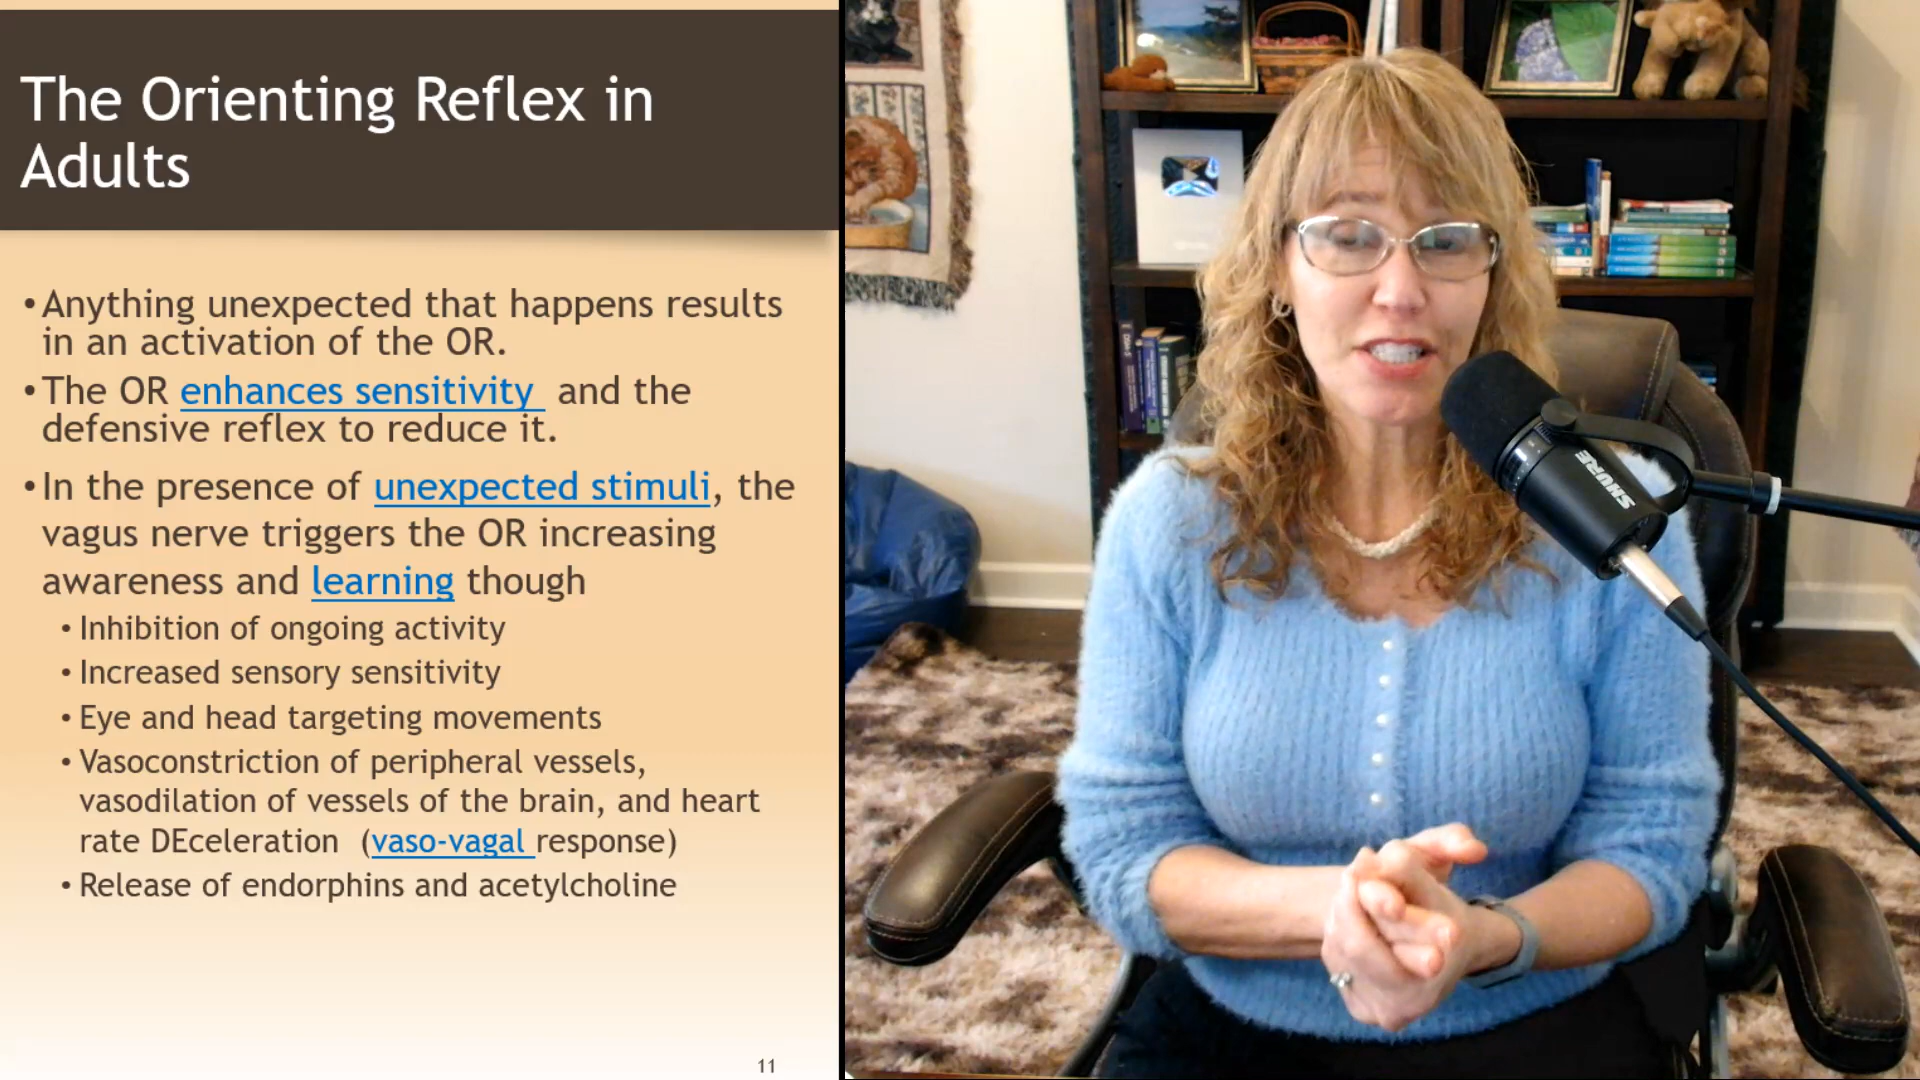 The Orienting Reflex in
Adults
•Anything unexpected that happens results
in an activation of the OR.
•The OR enhances sensitivity and the
defensive reflex to reduce it.
•In the presence of unexpected stimuli, the
vagus nerve triggers the OR increasing
awareness and learning though
•Inhibition of ongoing activity
•Increased sensory sensitivity
•Eye and head targeting movements
•Vasoconstriction of peripheral vessels,
vasodilation of vessels of the brain, and heart
rate DEceleration (vaso-vagal response)
•Release of endorphins and acetylcholine
11
SHURE